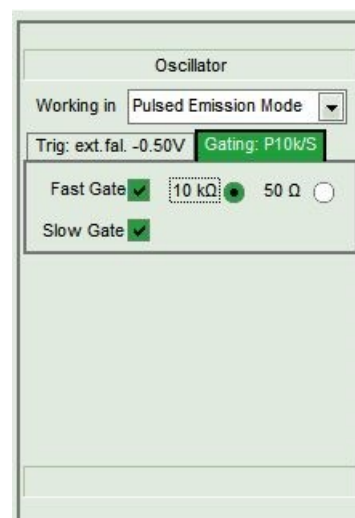 Oscillator
Working in Pulsed Emission Mode
Trig: ext.fal. -0.50V Gating: P10k/S
Fast Gate 10 kΩ 50 Ω
Slow Gate